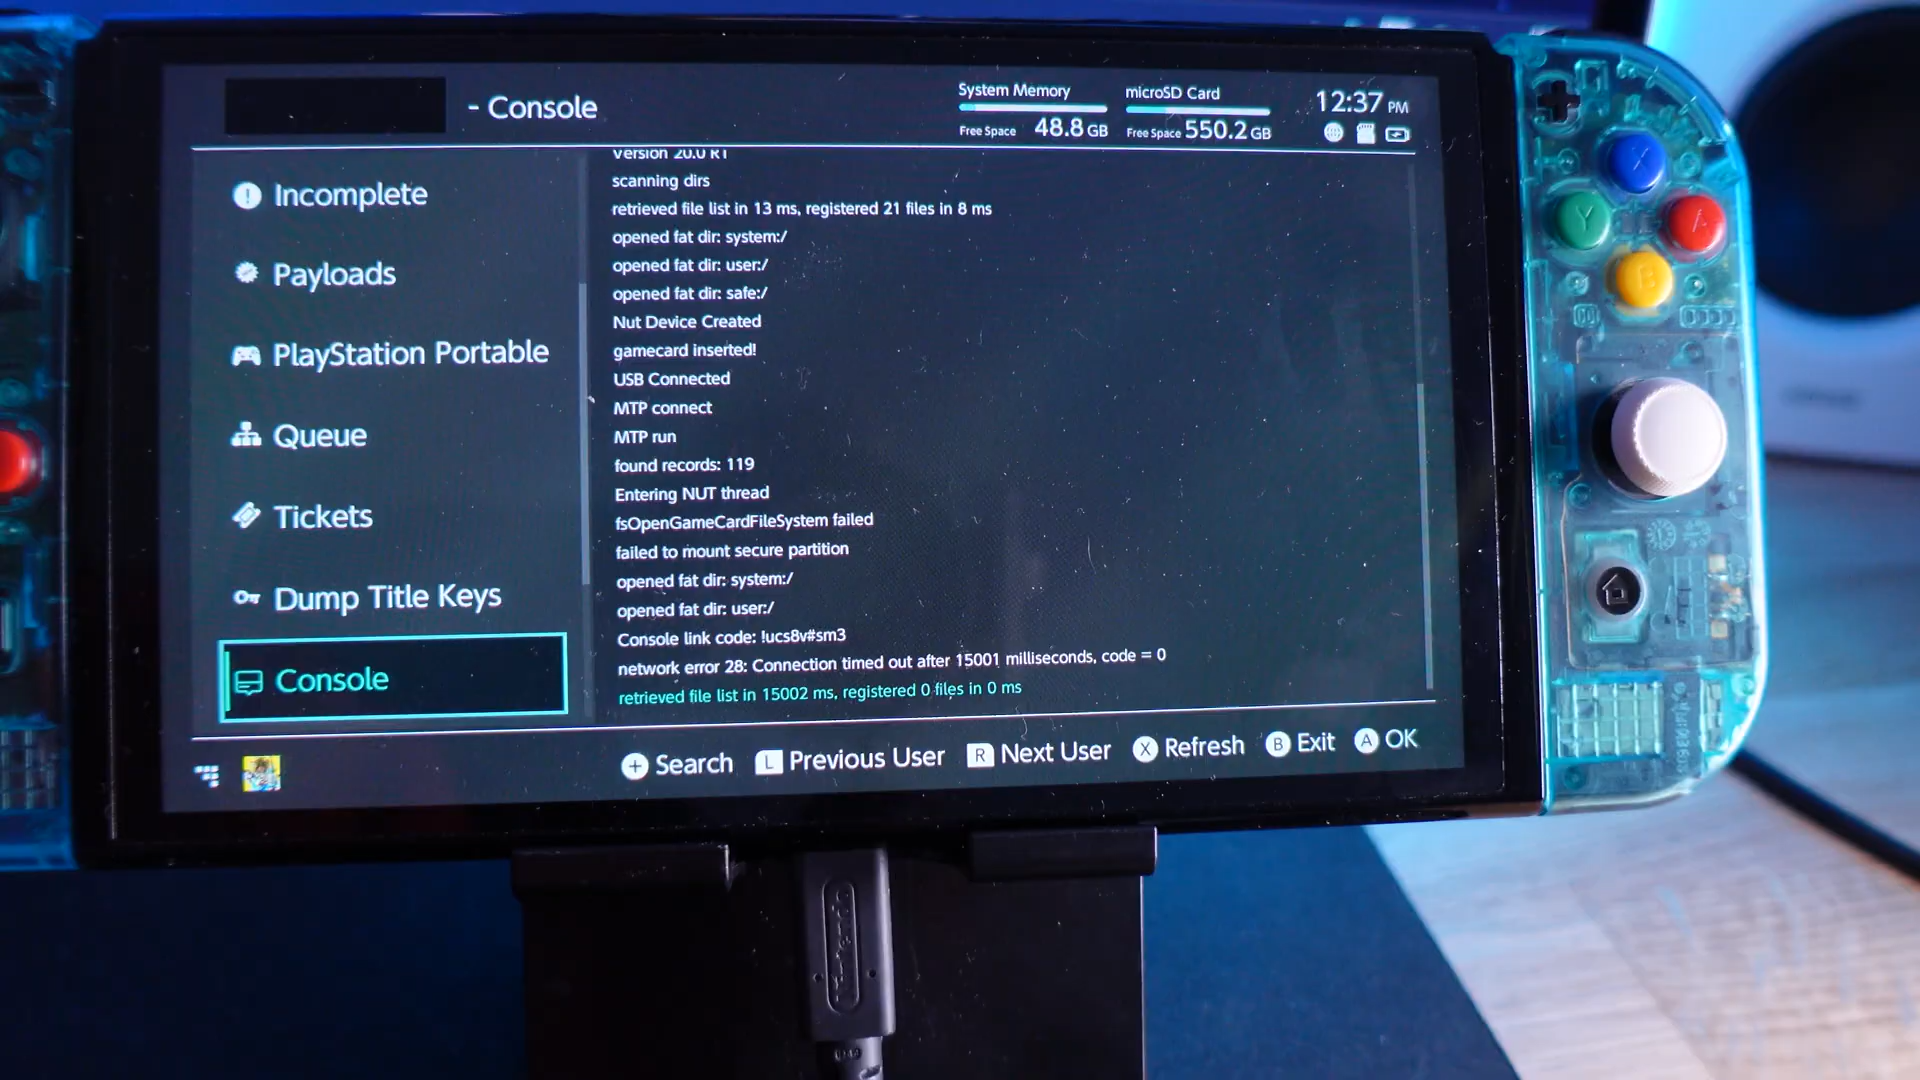 - Console
System Memory
Free Space 48.8 GB
microSD Card
Free Space 550.2 GB
12:37 PM
Incomplete
Payloads
PlayStation Portable
Queue
Tickets
Dump Title Keys
Console
Version 20.0 R1
scanning dirs
retrieved file list in 13 ms, registered 21 files in 8 ms
opened fat dir: system:/
opened fat dir: user:/
opened fat dir: safe:/
Nut Device Created
gamecard inserted!
USB Connected
MTP connect
MTP run
found records: 119
Entering NUT thread
fsOpenGameCardFileSystem failed
failed to mount secure partition
opened fat dir: system:/
opened fat dir: user:/
Console link code: !ucs8v#sm3
network error 28: Connection timed out after 15001 milliseconds, code = 0
retrieved file list in 15002 ms, registered 0 files in 0 ms
+ Search L Previous User R Next User X Refresh B Exit A OK
X
Y
A
B
Nintendo